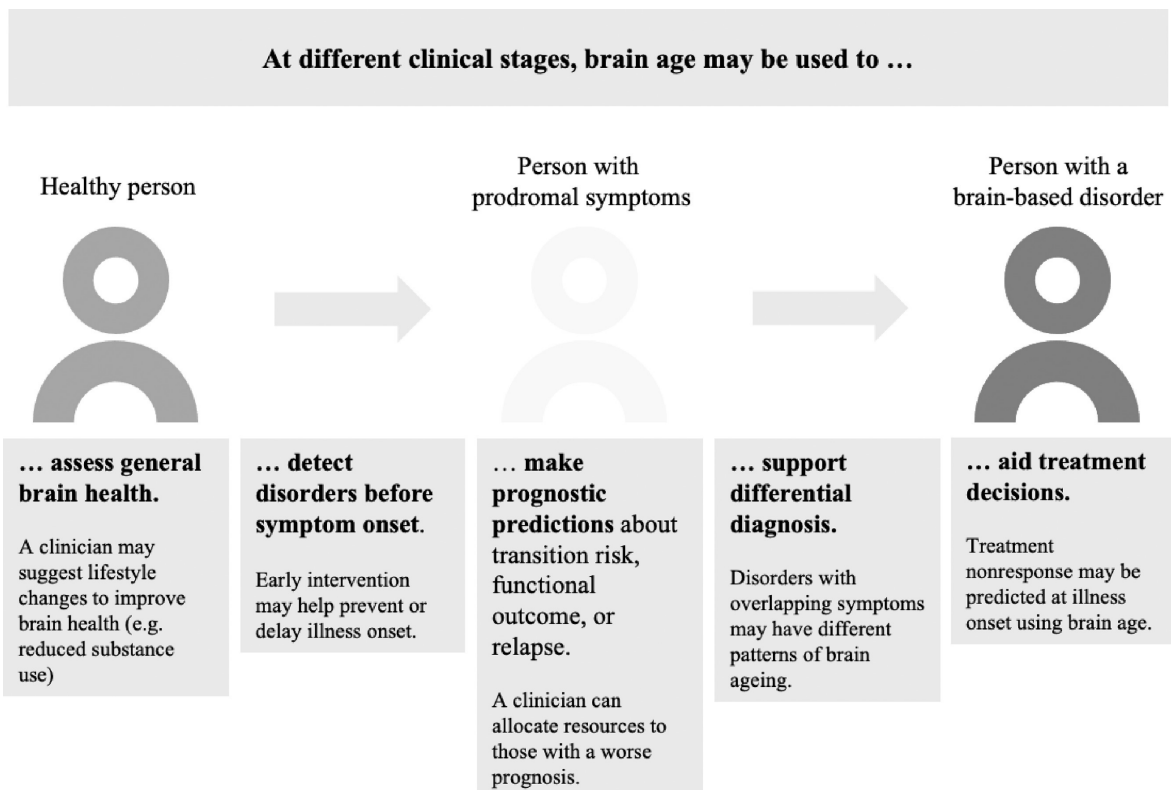 At different clinical stages, brain age may be used to …
Healthy person
Person with
prodromal symptoms
Person with a
brain-based disorder
… assess general
brain health.
A clinician may
suggest lifestyle
changes to improve
brain health (e.g.
reduced substance
use)
… detect
disorders before
symptom onset.
Early intervention
may help prevent or
delay illness onset.
… make
prognostic
predictions about
transition risk,
functional
outcome, or
relapse.
A clinician can
allocate resources to
those with a worse
prognosis.
… support
differential
diagnosis.
Disorders with
overlapping symptoms
may have different
patterns of brain
ageing.
… aid treatment
decisions.
Treatment
nonresponse may be
predicted at illness
onset using brain age.